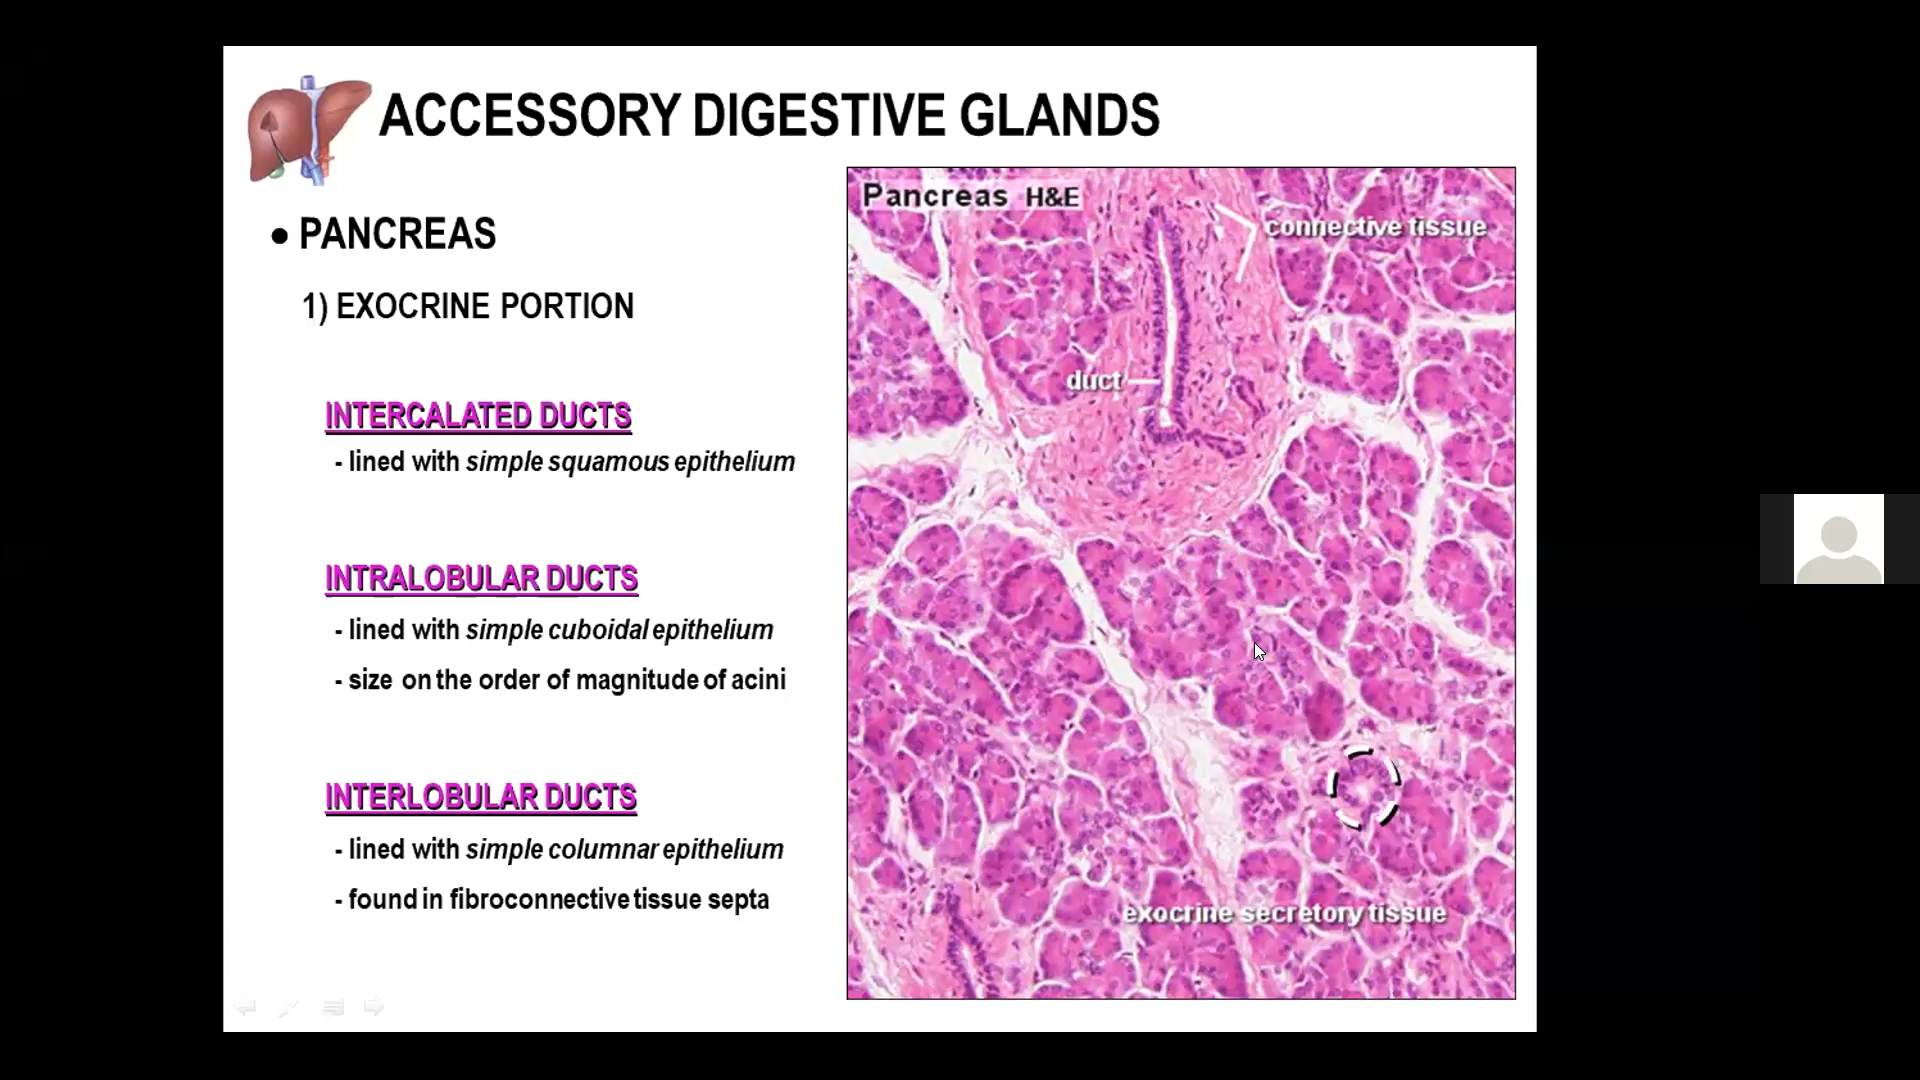 ACCESSORY DIGESTIVE GLANDS
• PANCREAS
1) EXOCRINE PORTION
INTERCALATED DUCTS
- lined with simple squamous epithelium
INTRALOBULAR DUCTS
- lined with simple cuboidal epithelium
- size on the order of magnitude of acini
INTERLOBULAR DUCTS
- lined with simple columnar epithelium
- found in fibroconnective tissue septa
Pancreas H&E
connective tissue
duct
exocrine secretory tissue